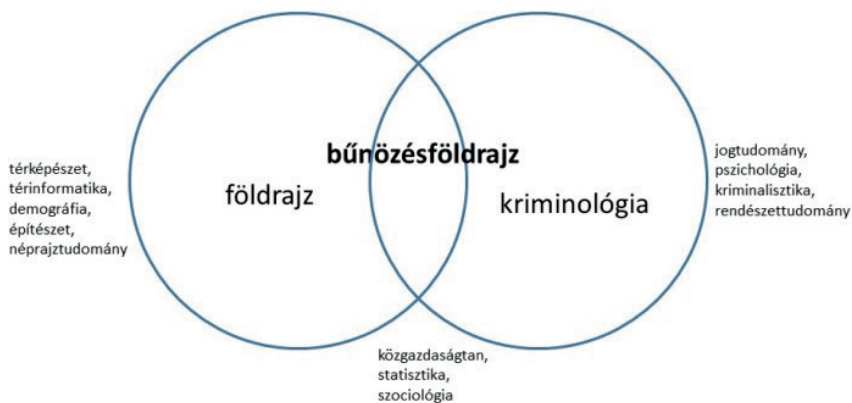 bűnözésföldrajz
földrajz
kriminológia
térképészet,
térinformatika,
demográfia,
építészet,
néprajztudomány
jogtudomány,
pszichológia,
kriminalisztika,
rendészettudomány
közgazdaságtan,
statisztika,
szociológia